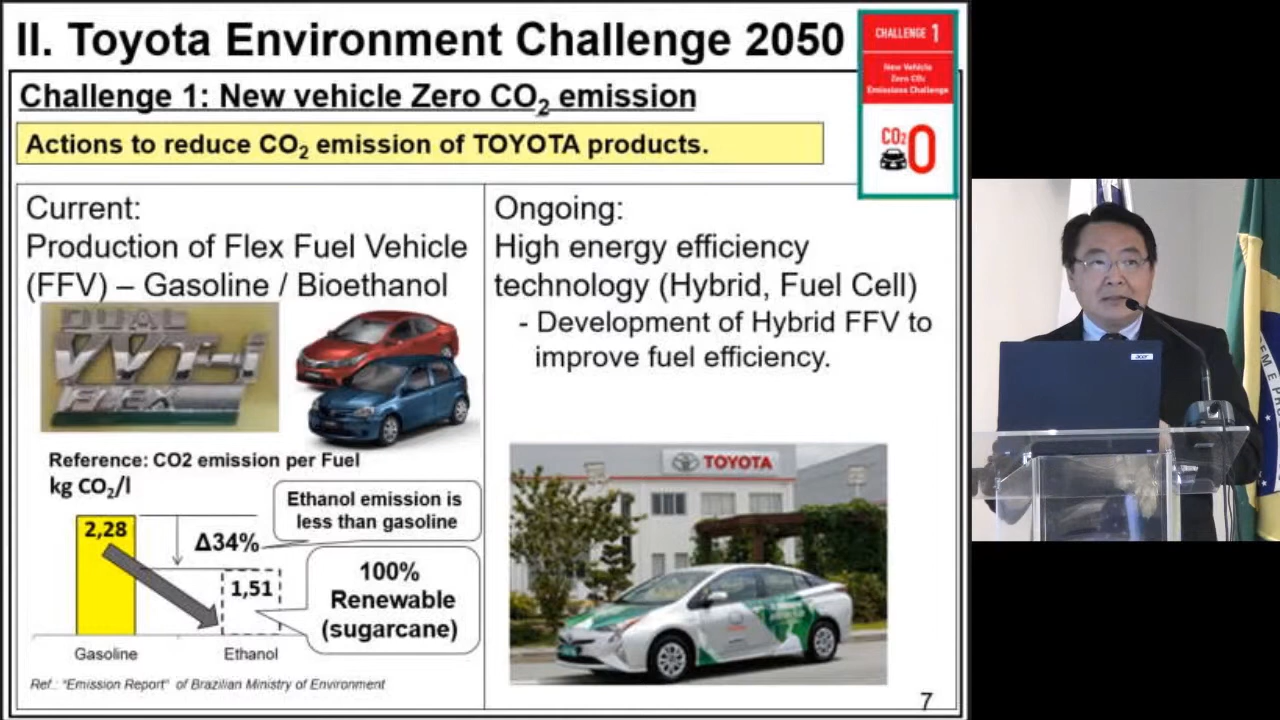 II. Toyota Environment Challenge 2050
CHALLENGE 1
New Vehicle
Zero CO₂
Emissions Challenge
CO₂ 0
Challenge 1: New vehicle Zero CO₂ emission
Actions to reduce CO₂ emission of TOYOTA products.
Current:
Production of Flex Fuel Vehicle
(FFV) – Gasoline / Bioethanol
DUAL
VVT-i
FLEX
Reference: CO2 emission per Fuel
kg CO₂/l
2,28
Δ34%
1,51
Ethanol emission is
less than gasoline
100%
Renewable
(sugarcane)
Gasoline
Ethanol
Ref.: "Emission Report" of Brazilian Ministry of Environment
Ongoing:
High energy efficiency
technology (Hybrid, Fuel Cell)
- Development of Hybrid FFV to
improve fuel efficiency.
TOYOTA
7
acer
EM E PR